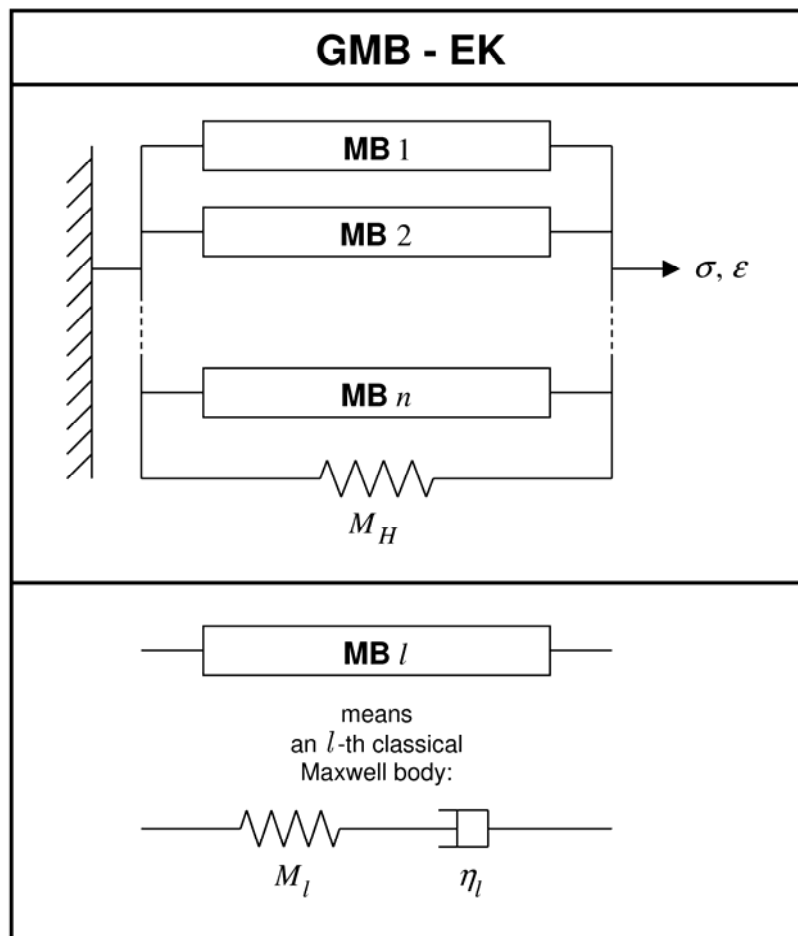 GMB - EK
MB 1
MB 2
σ, ε
MB n
M_H
MB l
means
an l-th classical
Maxwell body:
M_l
η_l